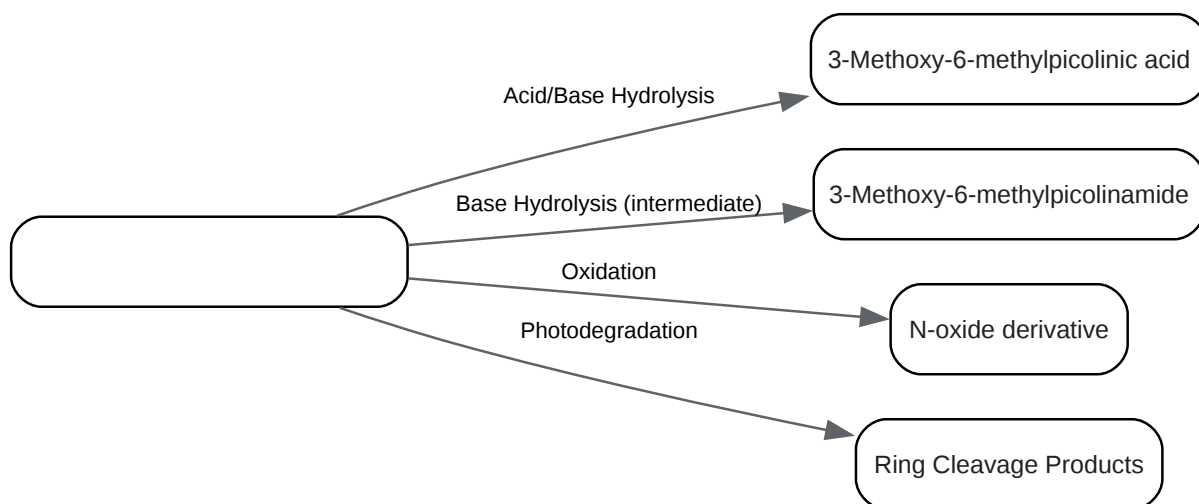 3-Methoxy-6-methylpicolinic acid
Acid/Base Hydrolysis
3-Methoxy-6-methylpicolinamide
Base Hydrolysis (intermediate)
Oxidation
N-oxide derivative
Photodegradation
Ring Cleavage Products